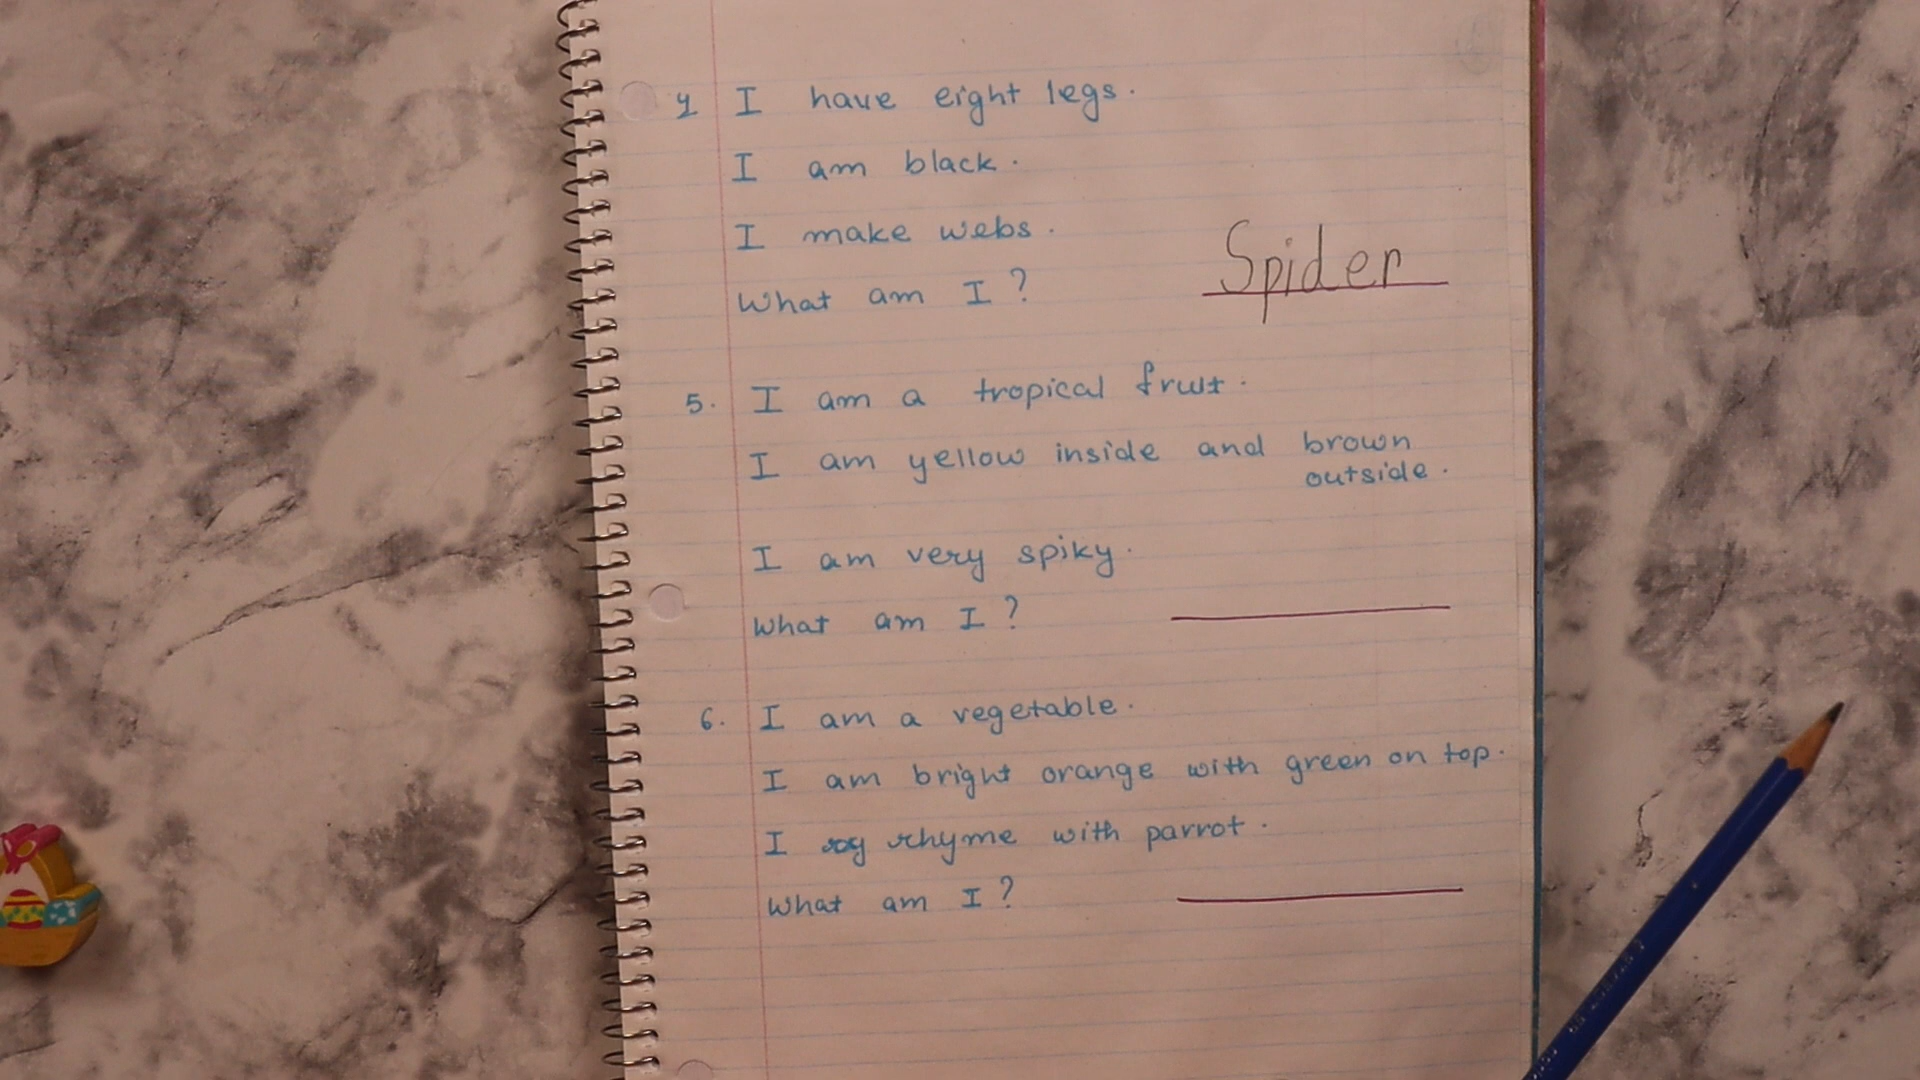 4 I have eight legs.
I am black.
I make webs.
What am I? Spider
5. I am a tropical fruit.
I am yellow inside and brown
outside.
I am very spiky.
What am I?
6. I am a vegetable.
I am bright orange with green on top.
I rhyme with parrot.
What am I?